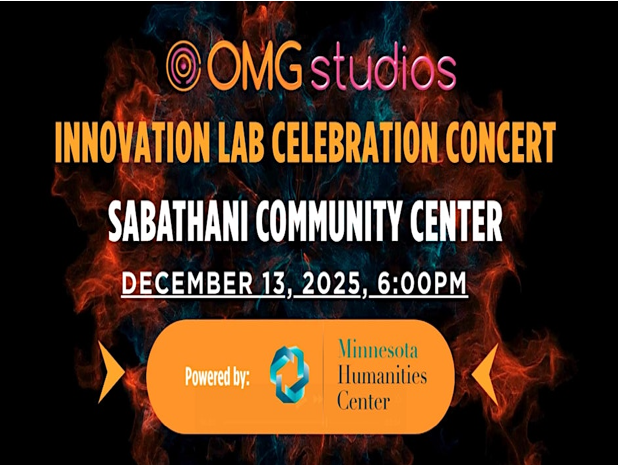 OMG studios
INNOVATION LAB CELEBRATION CONCERT
SABATHANI COMMUNITY CENTER
DECEMBER 13, 2025, 6:00PM
Powered by:
Minnesota
Humanities
Center